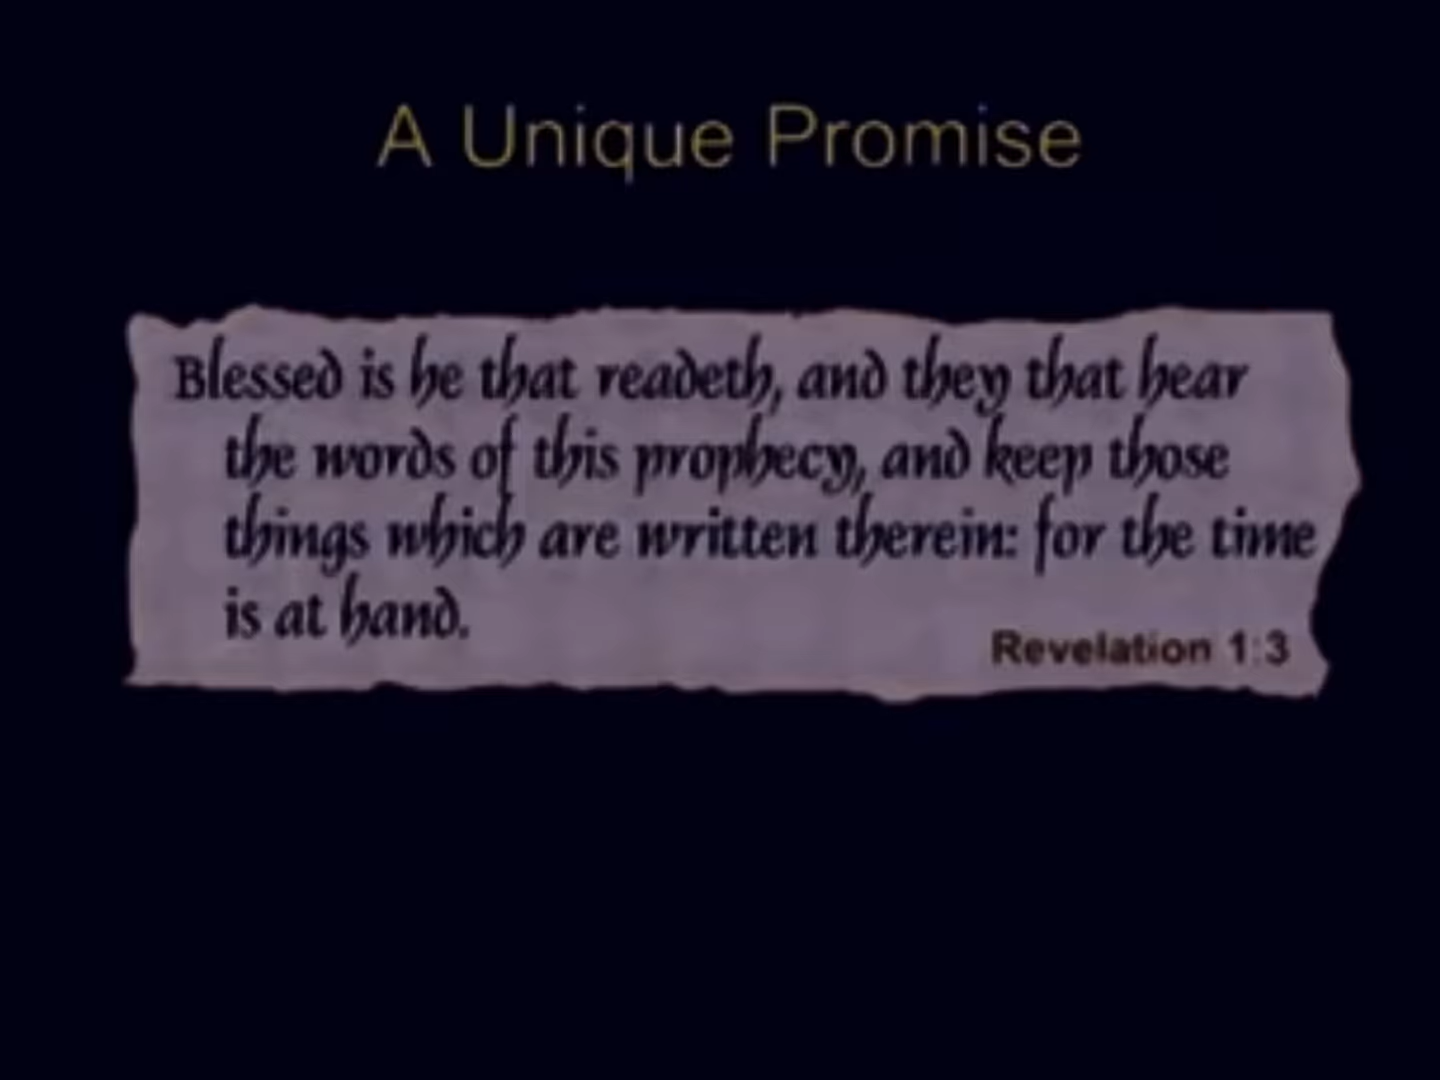 A Unique Promise
Blessed is he that readeth, and they that hear
the words of this prophecy, and keep those
things which are written therein: for the time
is at hand.
Revelation 1:3